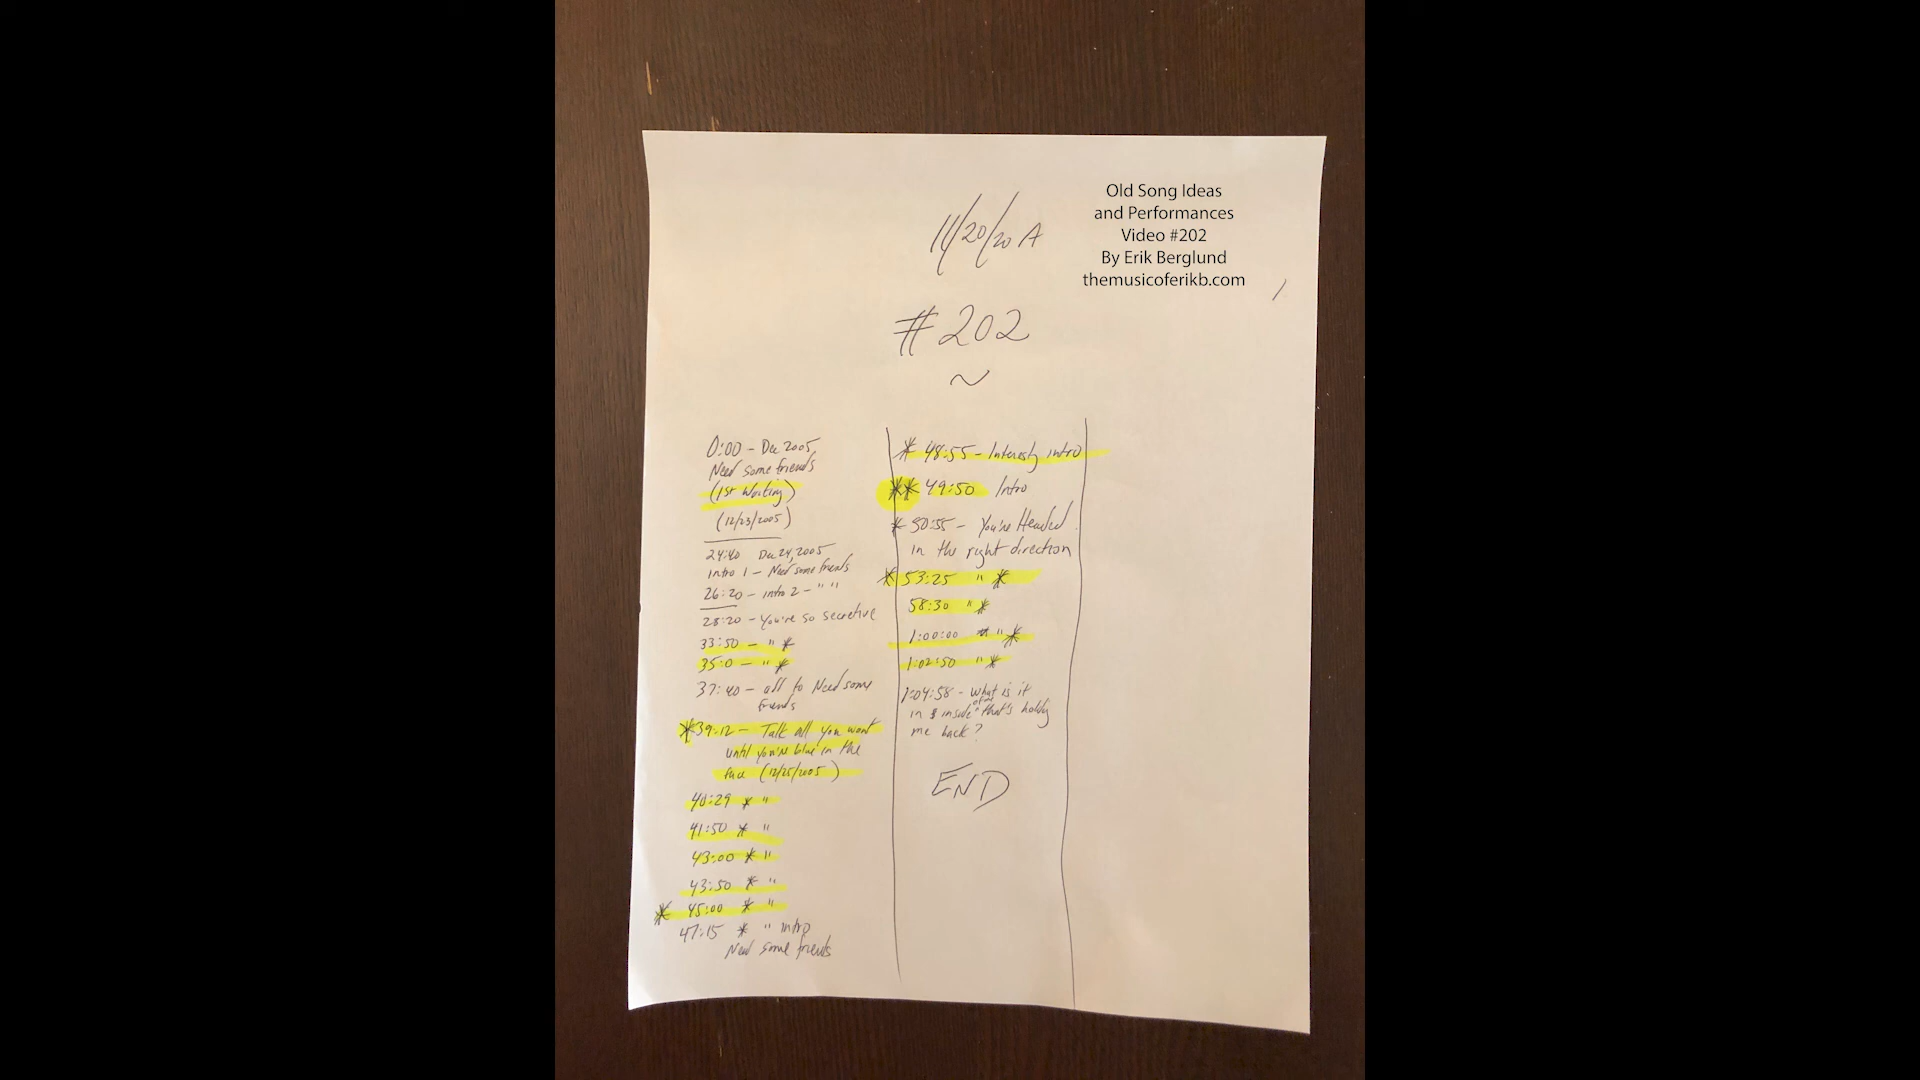 Old Song Ideas
and Performances
Video #202
By Erik Berglund
themusicoferikb.com
11/20/20 A
#202
~
0:00 - Dec 2005,
Need some friends
(1st Working)
(12/23/2005)
24:40 Dec 24, 2005
intro 1 - Need some friends
26:20 - intro 2 - " "
28:20 - You're so secretive
33:50 - " *
35:0 - " *
37:40 - all to Need some
friends
*39:12 - Talk all you want
until you're blue in the
face (12/25/2005)
40:29 * "
41:50 * "
43:00 * "
43:50 * "
* 45:00 * "
47:15 * " intro
Need some friends
* 48:55 - Interesty intro
** 49:50 Intro
* 50:55 - You're Headed
in the right direction
* 53:25 " *
58:30 " *
1:00:00 " *
1:02:50 " *
1:04:58 - What is it
in inside of me that's holdg
me back?
END